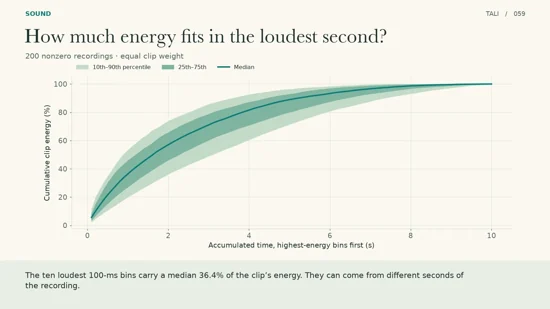 SOUND
TALI / 059
How much energy fits in the loudest second?
200 nonzero recordings · equal clip weight
10th–90th percentile
25th–75th
Median
Cumulative clip energy (%)
100
80
60
40
20
0
0
2
4
6
8
10
Accumulated time, highest-energy bins first (s)
The ten loudest 100-ms bins carry a median 36.4% of the clip’s energy. They can come from different seconds of
the recording.